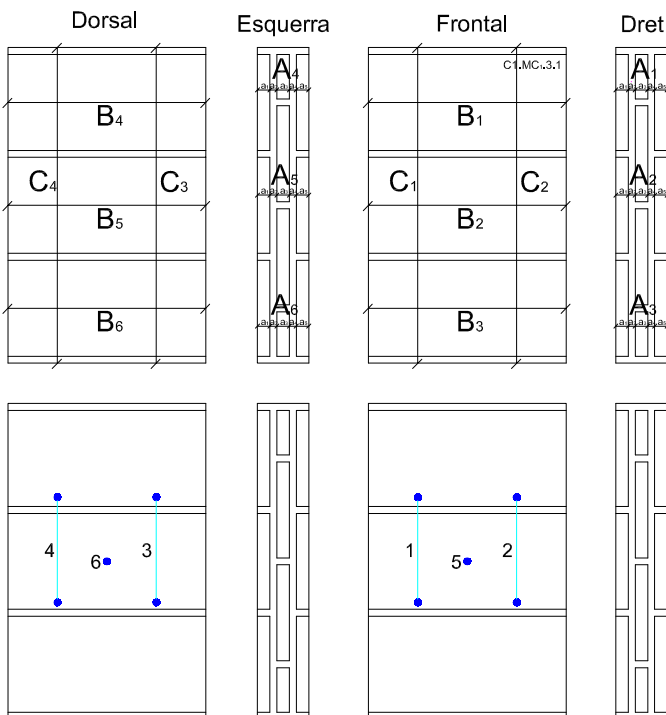 Dorsal Esquerra Frontal Dret
C1.MC1.3.1
A4 A1
B4 B1
C4 C3 A5 C1 C2 A2
B5 B2
A6 A3
B6 B3
4 3 1 2
6 5